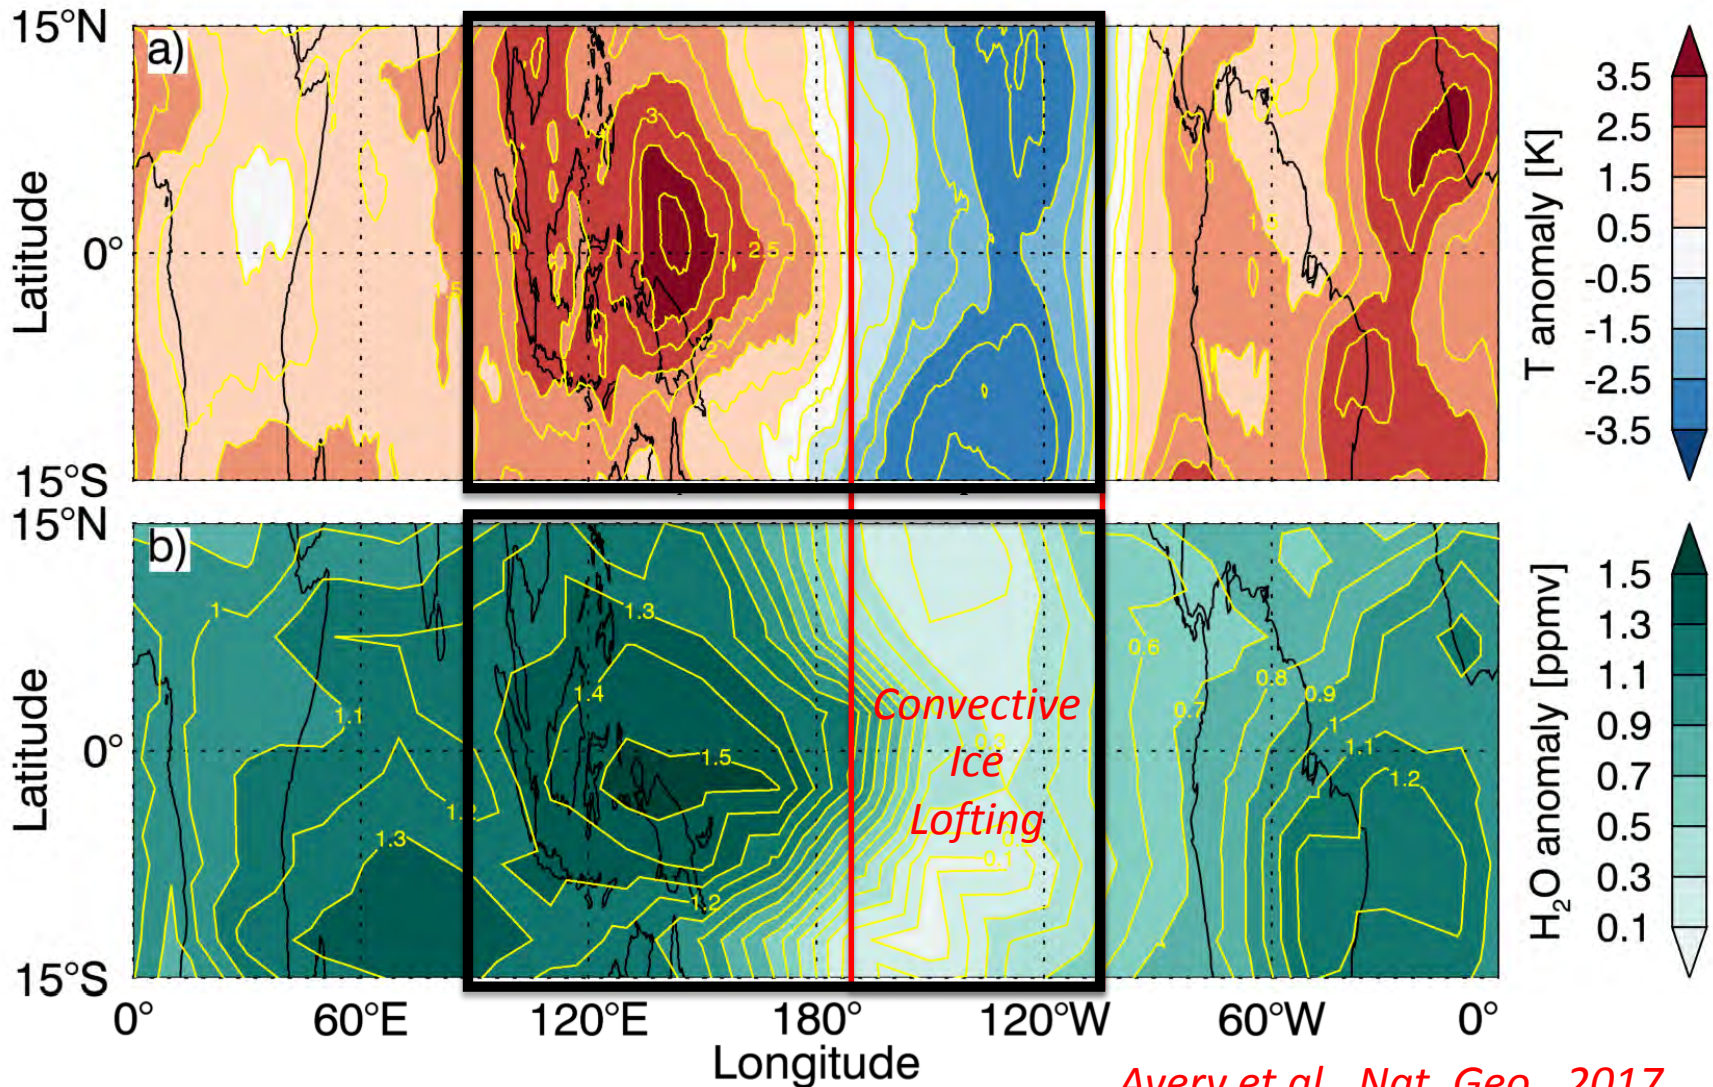 15°N
a)
Latitude
0°
15°S
3
2.5
2
1.5
1.5
1
T anomaly [K]
3.5
2.5
1.5
0.5
-0.5
-1.5
-2.5
-3.5
15°N
b)
Latitude
0°
15°S
1
1.1
1.3
1.3
1.4
1.5
1.2
0.3
0.1
0.6
0.7
0.8
0.9
1
1.1
1.2
Convective
Ice
Lofting
H₂O anomaly [ppmv]
1.5
1.3
1.1
0.9
0.7
0.5
0.3
0.1
0° 60°E 120°E 180° 120°W 60°W 0°
Longitude
Avery et al., Nat. Geo., 2017